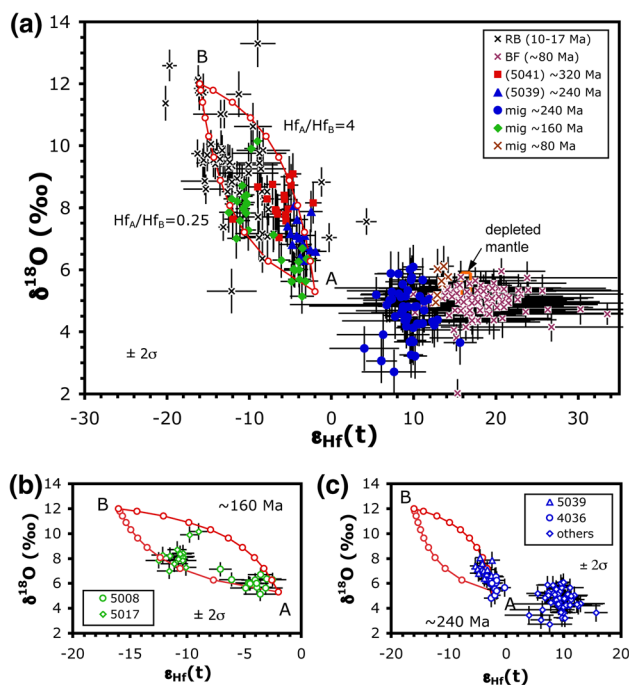 (a)
14
12
10
8
6
4
2
δ18O (‰)
B
HfA/HfB=4
HfA/HfB=0.25
A
± 2σ
depleted
mantle
RB (10-17 Ma)
BF (~80 Ma)
(5041) ~320 Ma
(5039) ~240 Ma
mig ~240 Ma
mig ~160 Ma
mig ~80 Ma
-30 -20 -10 0 10 20 30
εHf(t)
(b)
14
12
10
8
6
4
2
δ18O (‰)
B
~160 Ma
A
5008
5017
± 2σ
−20 −15 −10 −5 0
εHf(t)
(c)
14
12
10
8
6
4
2
δ18O (‰)
B
5039
4036
others
± 2σ
A
~240 Ma
−20 −10 0 10 20
εHf(t)